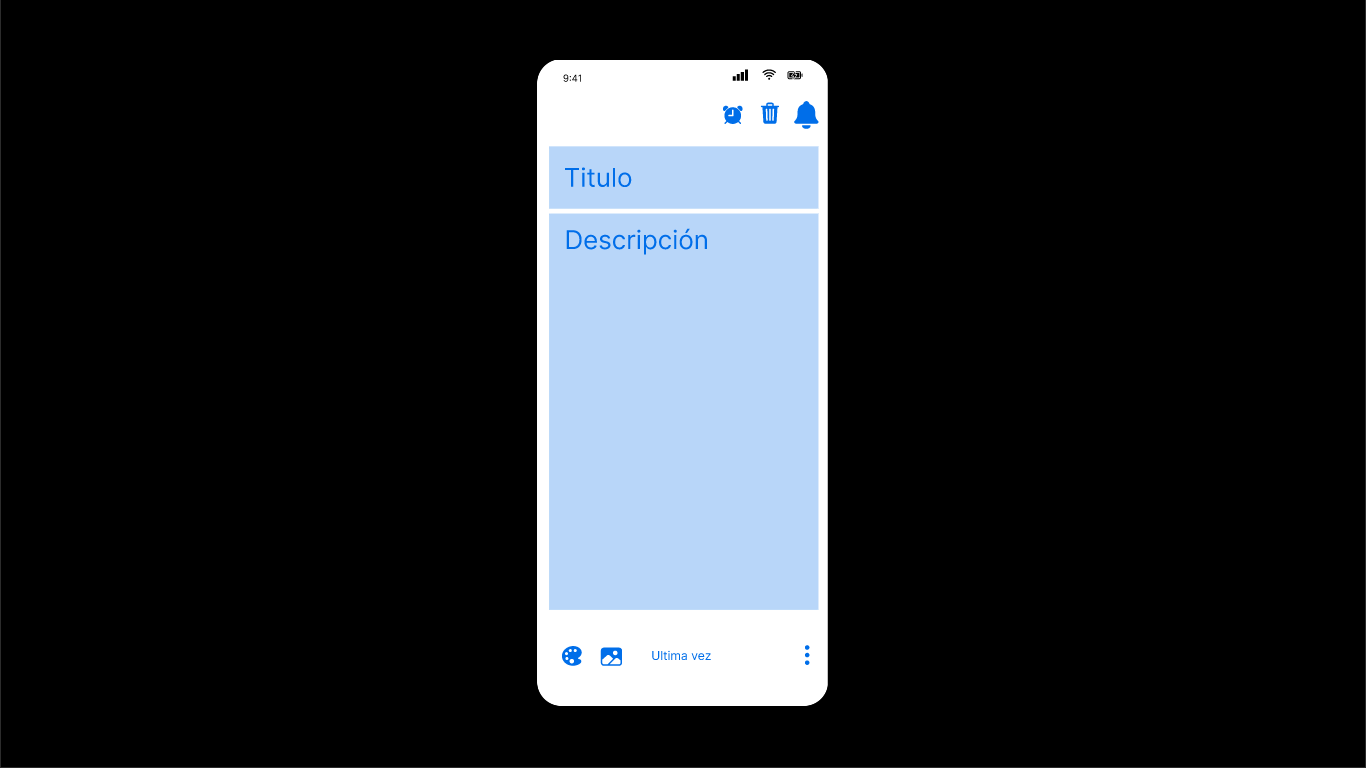 9:41
Titulo
Descripción
Ultima vez